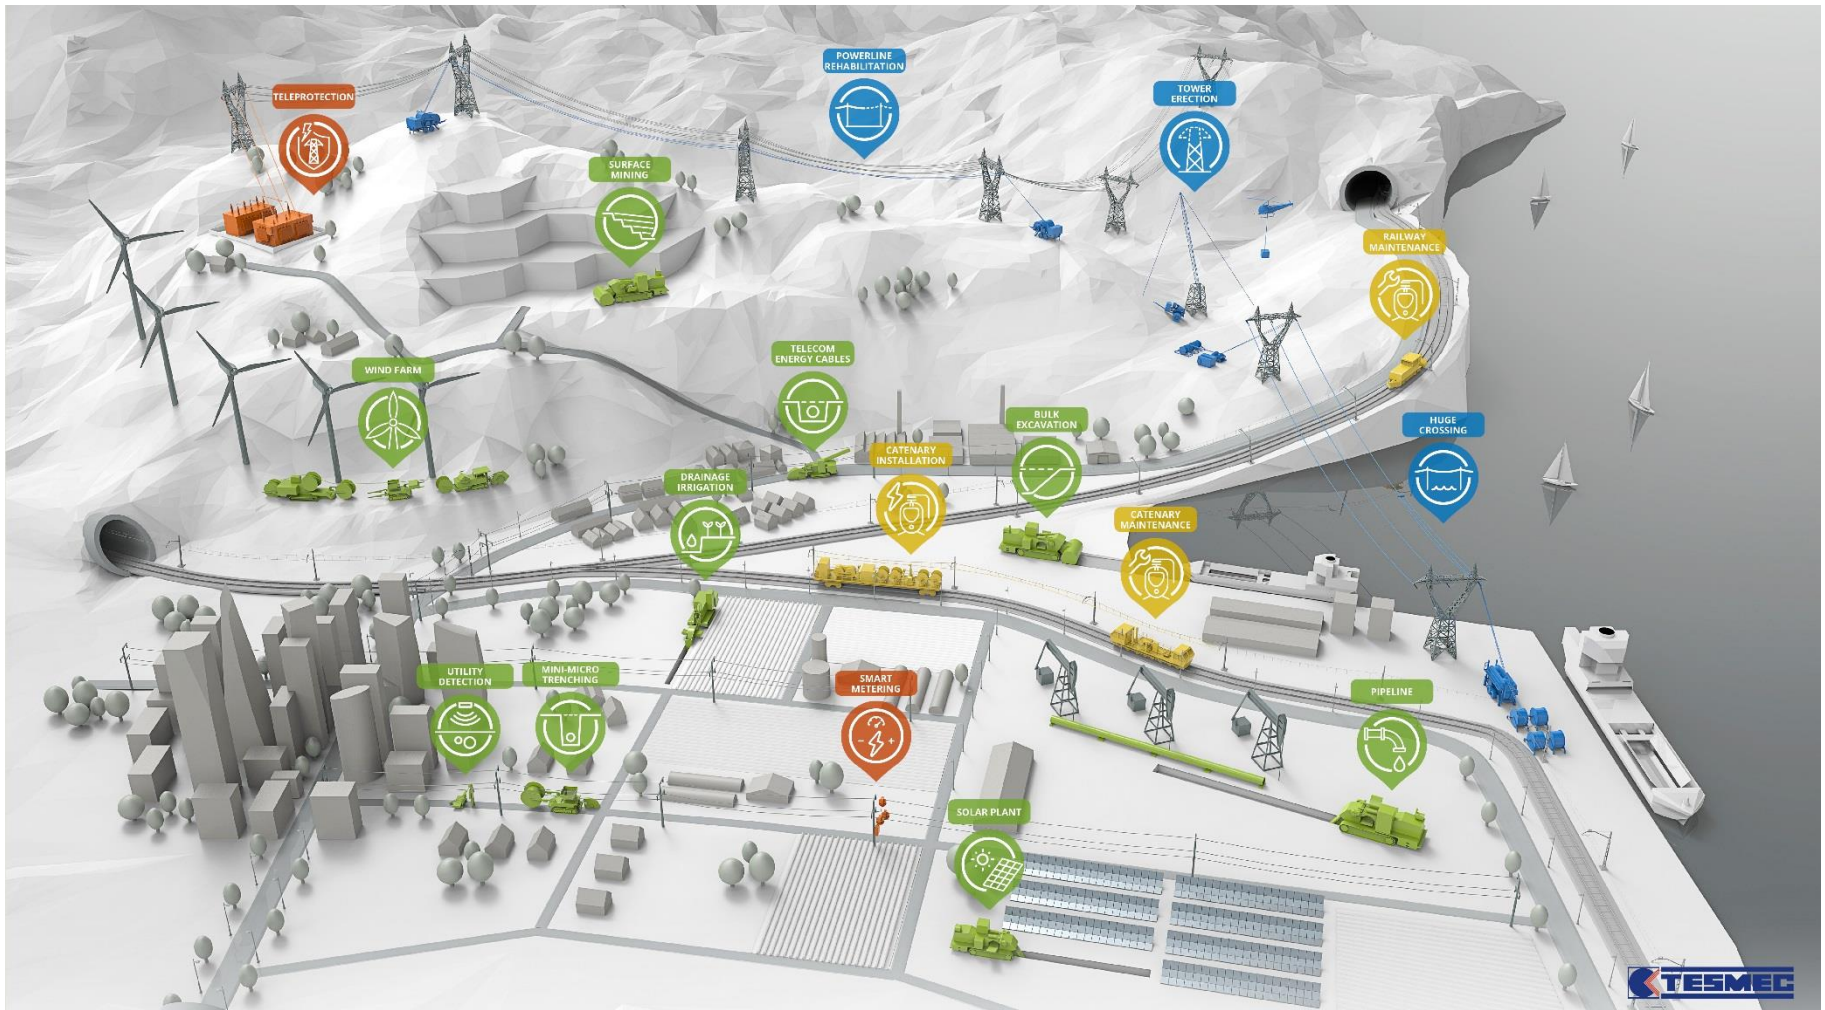 POWERLINE
REHABILITATION
TELEPROTECTION
TOWER
ERECTION
SURFACE
MINING
RAILWAY
MAINTENANCE
TELECOM
ENERGY CABLES
WIND FARM
BULK
EXCAVATION
HUGE
CROSSING
CATENARY
INSTALLATION
DRAINAGE
IRRIGATION
CATENARY
MAINTENANCE
UTILITY
DETECTION
MINI-MICRO
TRENCHING
SMART
METERING
PIPELINE
SOLAR PLANT
TESMEC